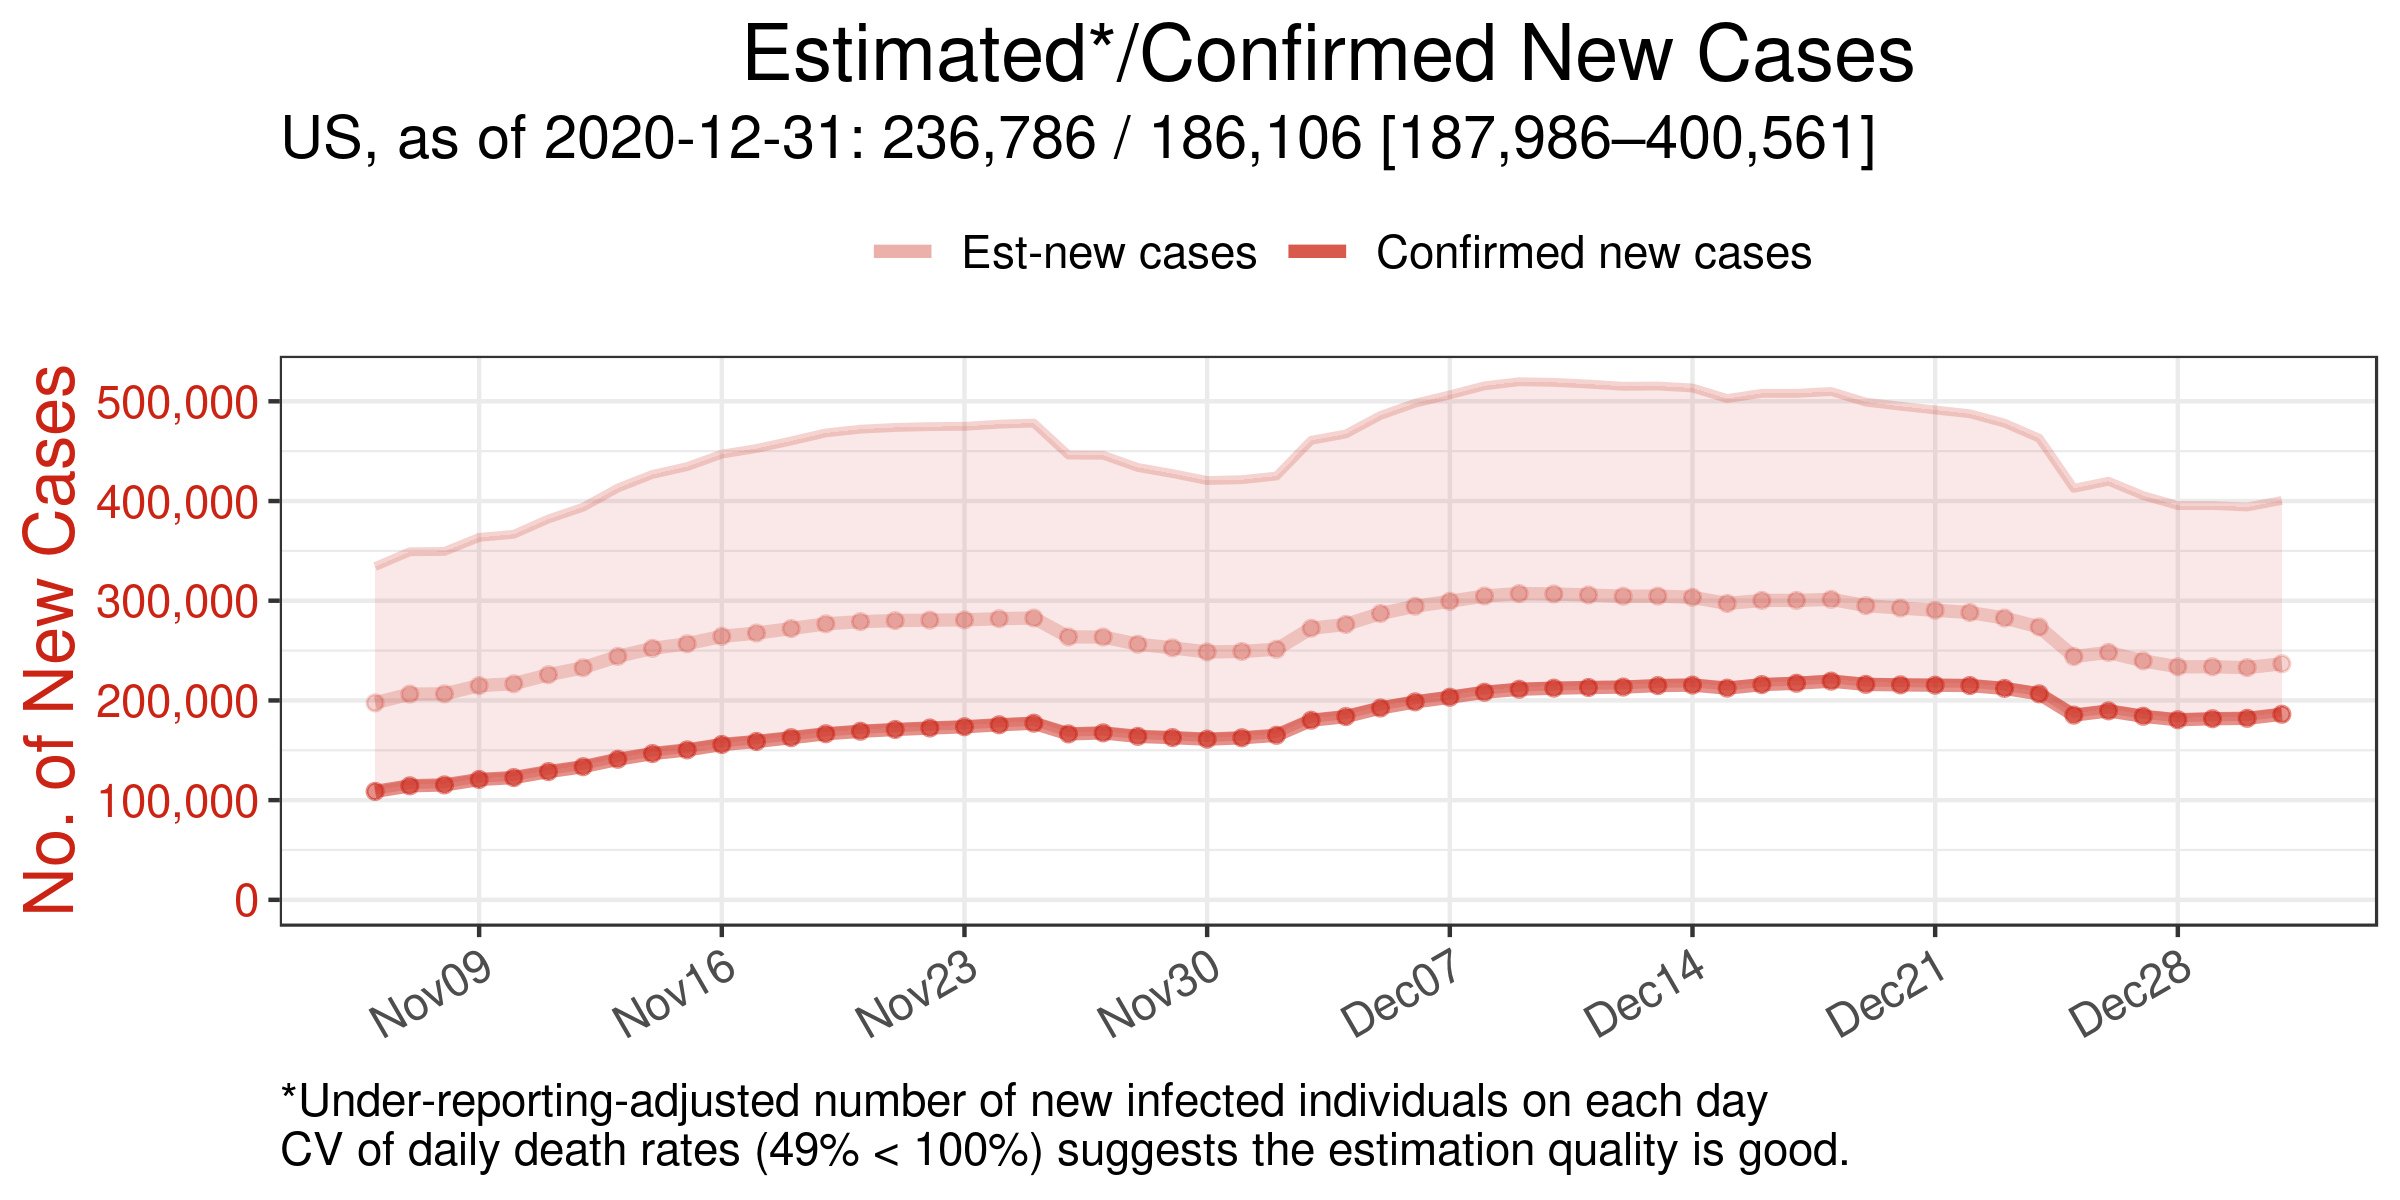 Estimated*/Confirmed New Cases
US, as of 2020-12-31: 236,786 / 186,106 [187,986–400,561]
Est-new cases
Confirmed new cases
No. of New Cases
500,000
400,000
300,000
200,000
100,000
0
Nov09
Nov16
Nov23
Nov30
Dec07
Dec14
Dec21
Dec28
*Under-reporting-adjusted number of new infected individuals on each day
CV of daily death rates (49% < 100%) suggests the estimation quality is good.